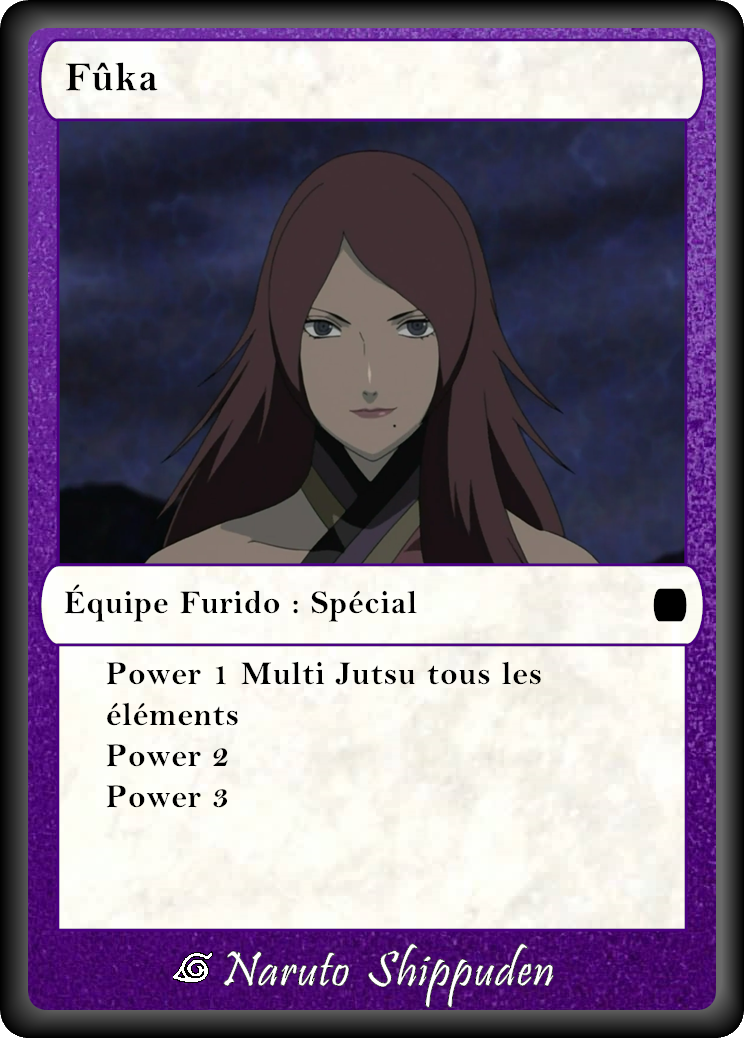 Fûka
Équipe Furido : Spécial
Power 1 Multi Jutsu tous les
éléments
Power 2
Power 3
Naruto Shippuden